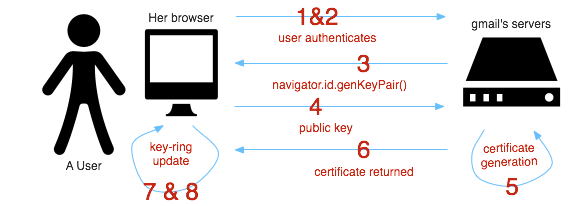 Her browser
1&2
gmail's servers
user authenticates
3
navigator.id.genKeyPair()
4
public key
A User
key-ring
update
6
certificate returned
certificate
generation
7 & 8
5